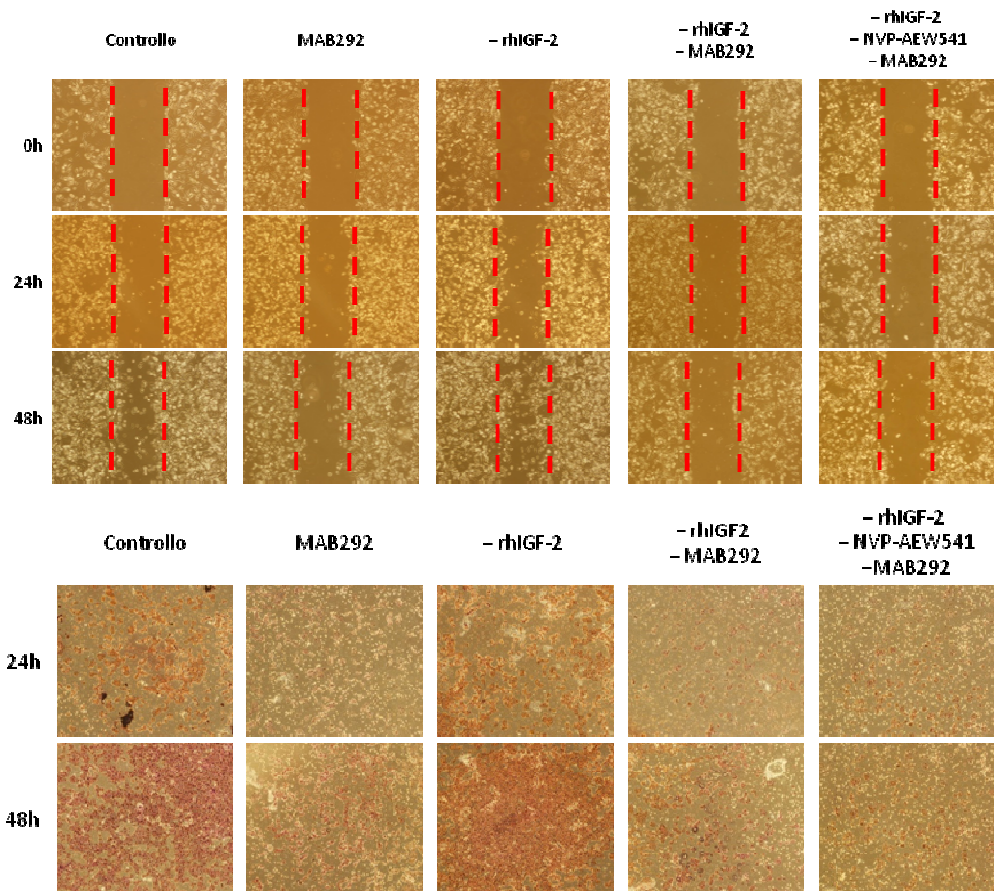 Controllo
MAB292
– rhIGF-2
– rhIGF-2
– MAB292
– rhIGF-2
– NVP-AEW541
– MAB292
0h
24h
48h
Controllo
MAB292
– rhIGF-2
– rhIGF2
– MAB292
– rhIGF-2
– NVP-AEW541
–MAB292
24h
48h